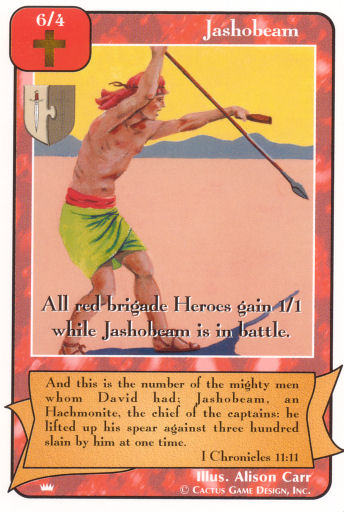 6/4
Jashobeam
All red-brigade Heroes gain 1/1
while Jashobeam is in battle.
And this is the number of the mighty men
whom David had; Jashobeam, an
Hachmonite, the chief of the captains: he
lifted up his spear against three hundred
slain by him at one time.
I Chronicles 11:11
Illus. Alison Carr
© Cactus Game Design, Inc.